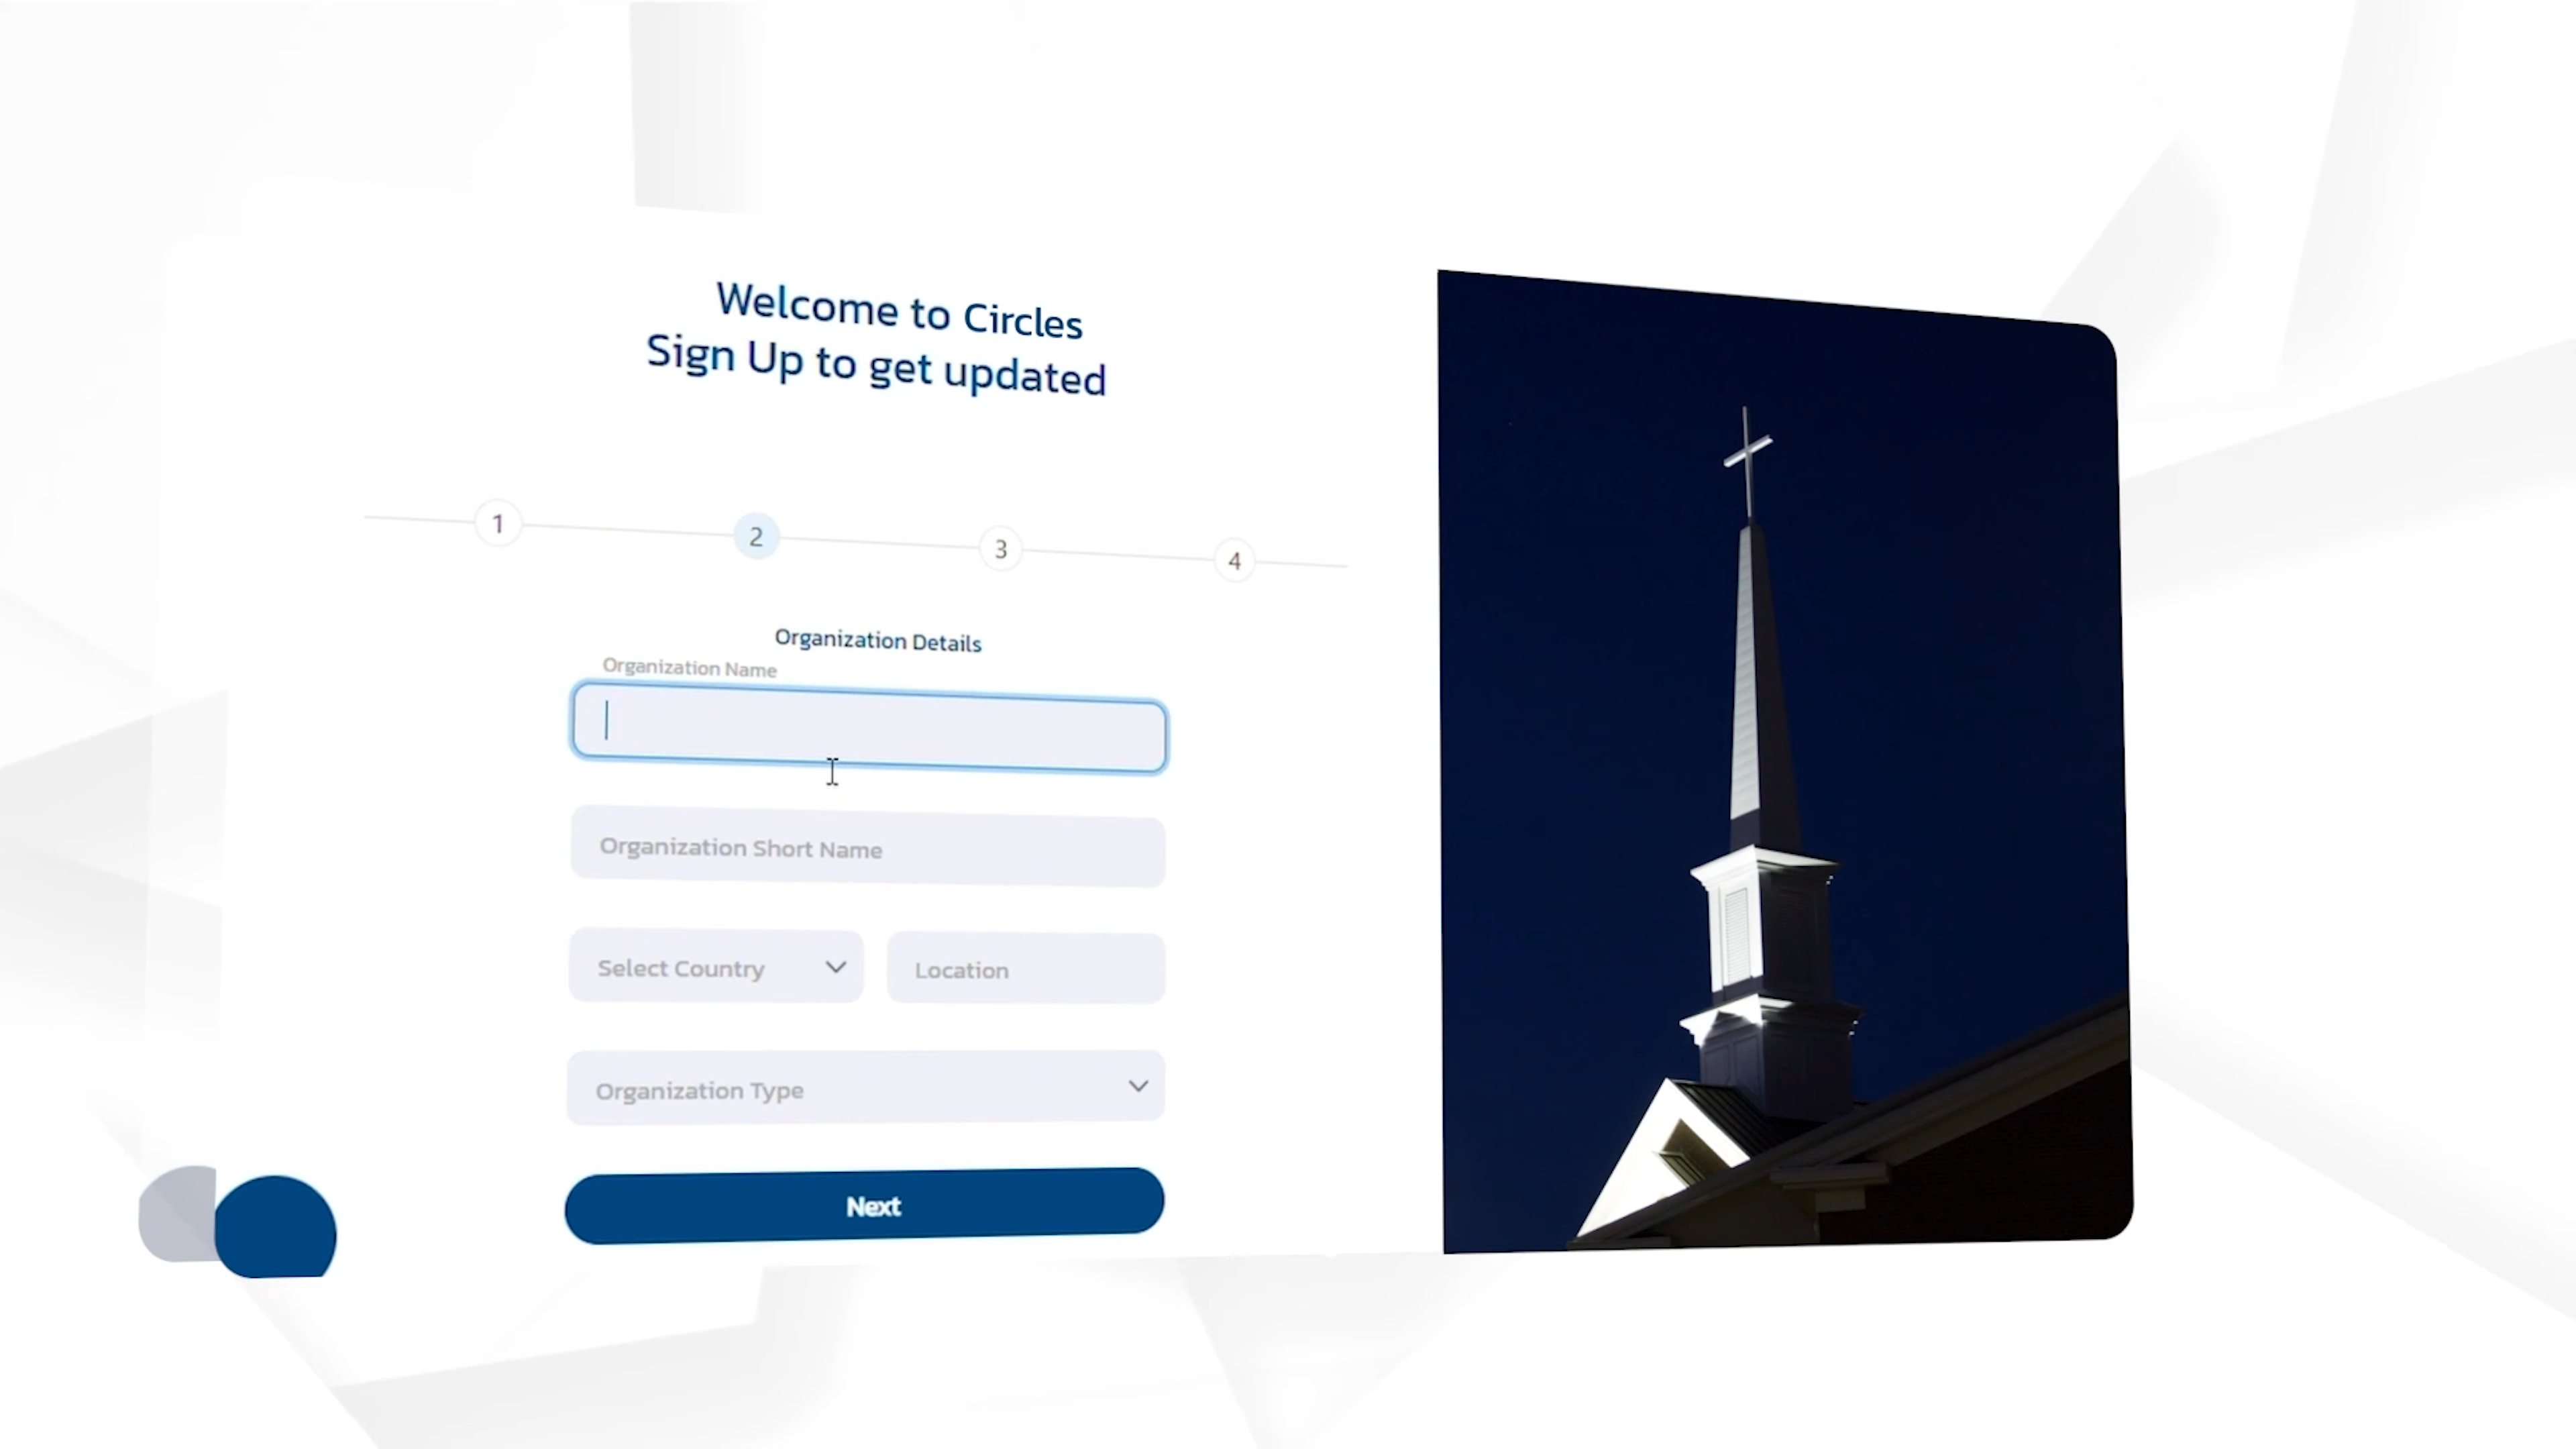 Welcome to Circles
Sign Up to get updated
1 2 3 4
Organization Details
Organization Name
Organization Short Name
Select Country Location
Organization Type
Next